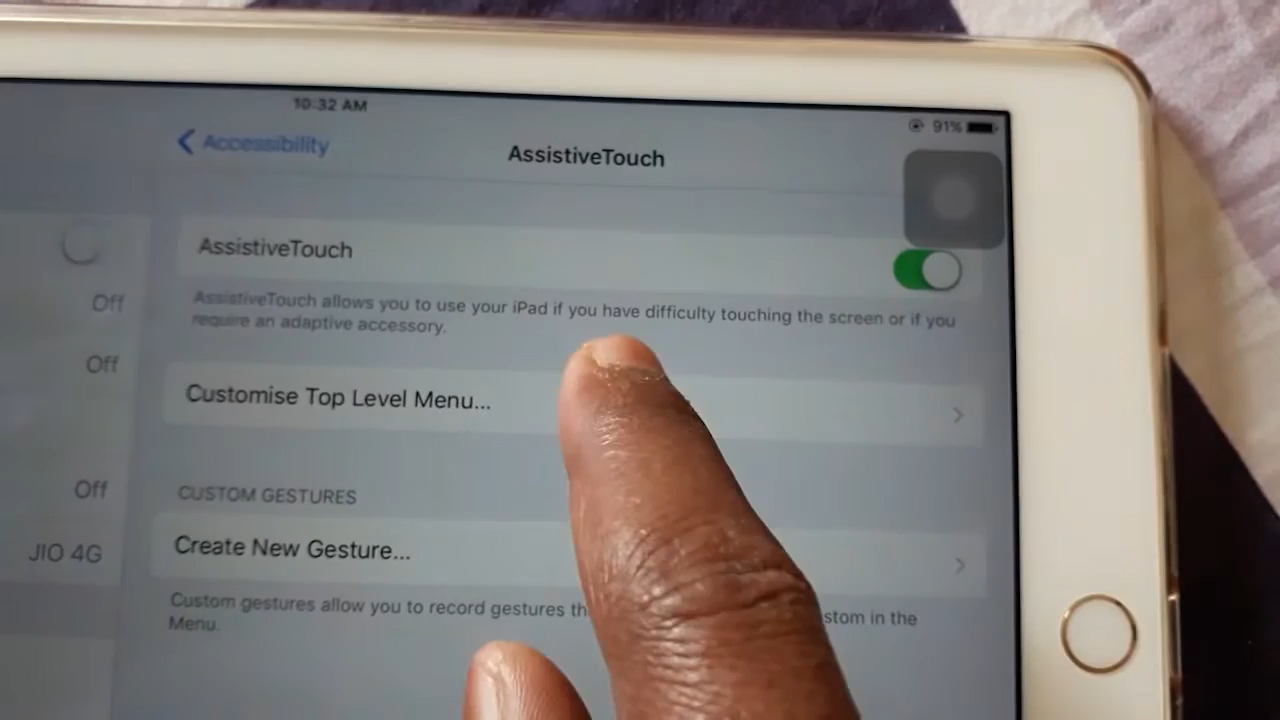 10:32 AM
91%
Accessibility
AssistiveTouch
AssistiveTouch
Off
AssistiveTouch allows you to use your iPad if you have difficulty touching the screen or if you
require an adaptive accessory.
Off
Customise Top Level Menu...
Off
CUSTOM GESTURES
JIO 4G
Create New Gesture...
Custom gestures allow you to record gestures th stom in the
Menu.